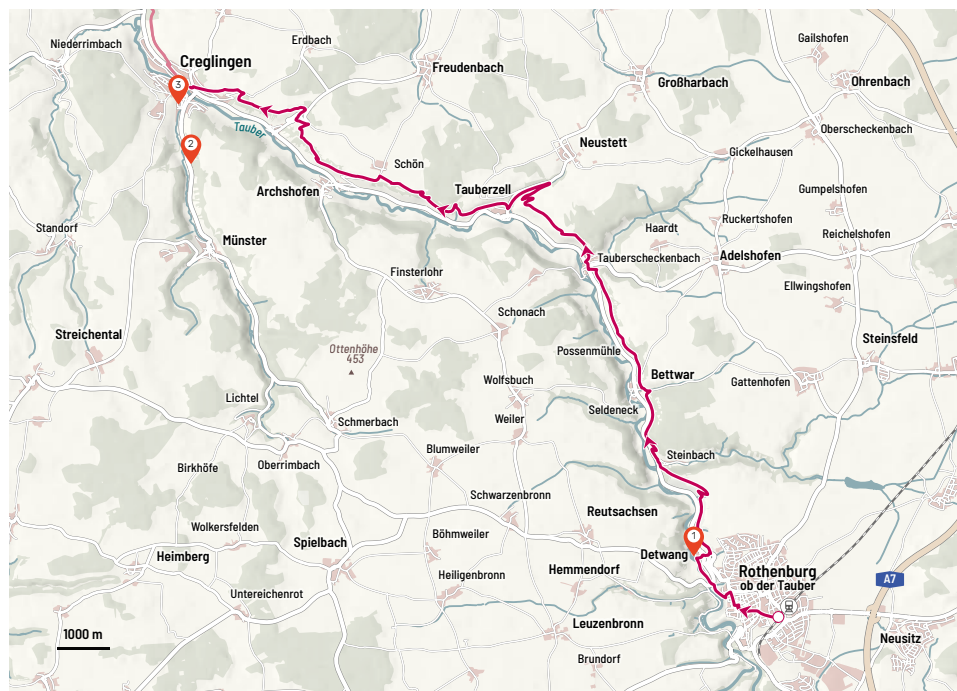 Gailshofen
Erdbach
Niederrimbach
Creglingen
Freudenbach
Ohrenbach
Großharbach
3
Tauber
Oberscheckenbach
2
Neustett
Gickelhausen
Schön
Archshofen
Tauberzell
Gumpelshofen
Ruckertshofen
Standorf
Haardt
Reichelshofen
Münster
Tauberscheckenbach
Adelshofen
Finsterlohr
Ellwingshofen
Schonach
Streichental
Steinsfeld
Ottenhöhe
453
Possenmühle
Bettwar
Wolfsbuch
Gattenhofen
Lichtel
Seldeneck
Weiler
Schmerbach
Blumweiler
Steinbach
Oberrimbach
Birkhöfe
Schwarzenbronn
Reutsachsen
Wolkersfelden
Böhmweiler
1
Spielbach
Heimberg
Detwang
Hemmendorf
Rothenburg
ob der Tauber
Heiligenbronn
A7
Untereichenrot
Leuzenbronn
1000 m
Neusitz
Brundorf